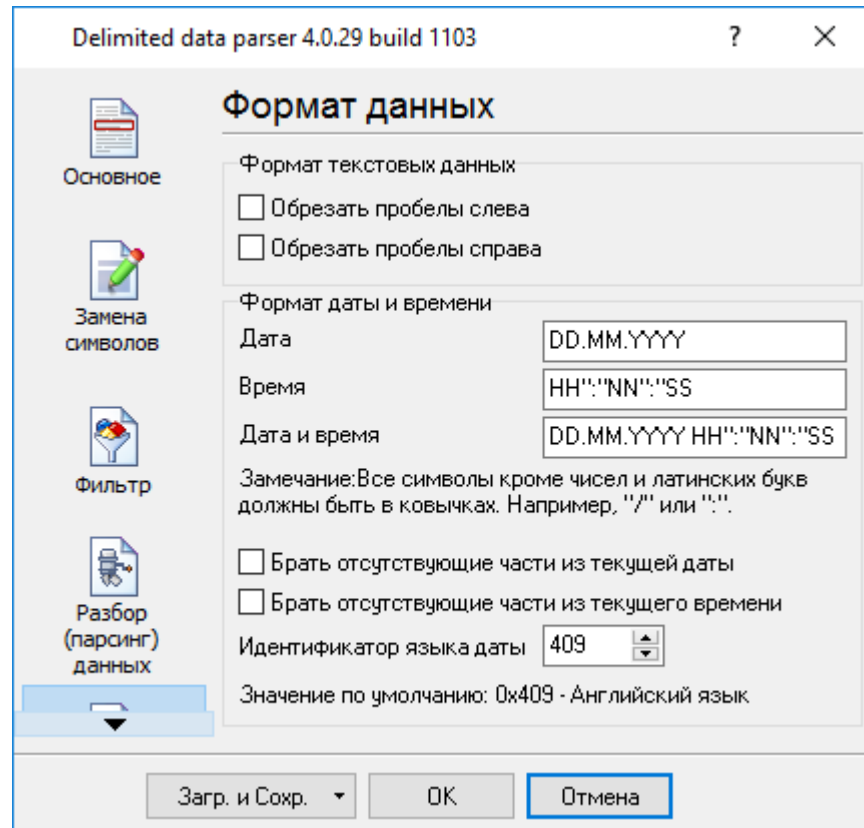 Delimited data parser 4.0.29 build 1103
?
Основное
Замена
символов
Фильтр
Разбор
(парсинг)
данных
Формат данных
Формат текстовых данных
Обрезать пробелы слева
Обрезать пробелы справа
Формат даты и времени
Дата DD.MM.YYYY
Время HH":"NN":"SS
Дата и время DD.MM.YYYY HH":"NN":"SS
Замечание:Все символы кроме чисел и латинских букв
должны быть в ковычках. Например, "/" или ":".
Брать отсутствующие части из текущей даты
Брать отсутствующие части из текущего времени
Идентификатор языка даты 409
Значение по умолчанию: 0x409 - Английский язык
Загр. и Сохр. OK Отмена